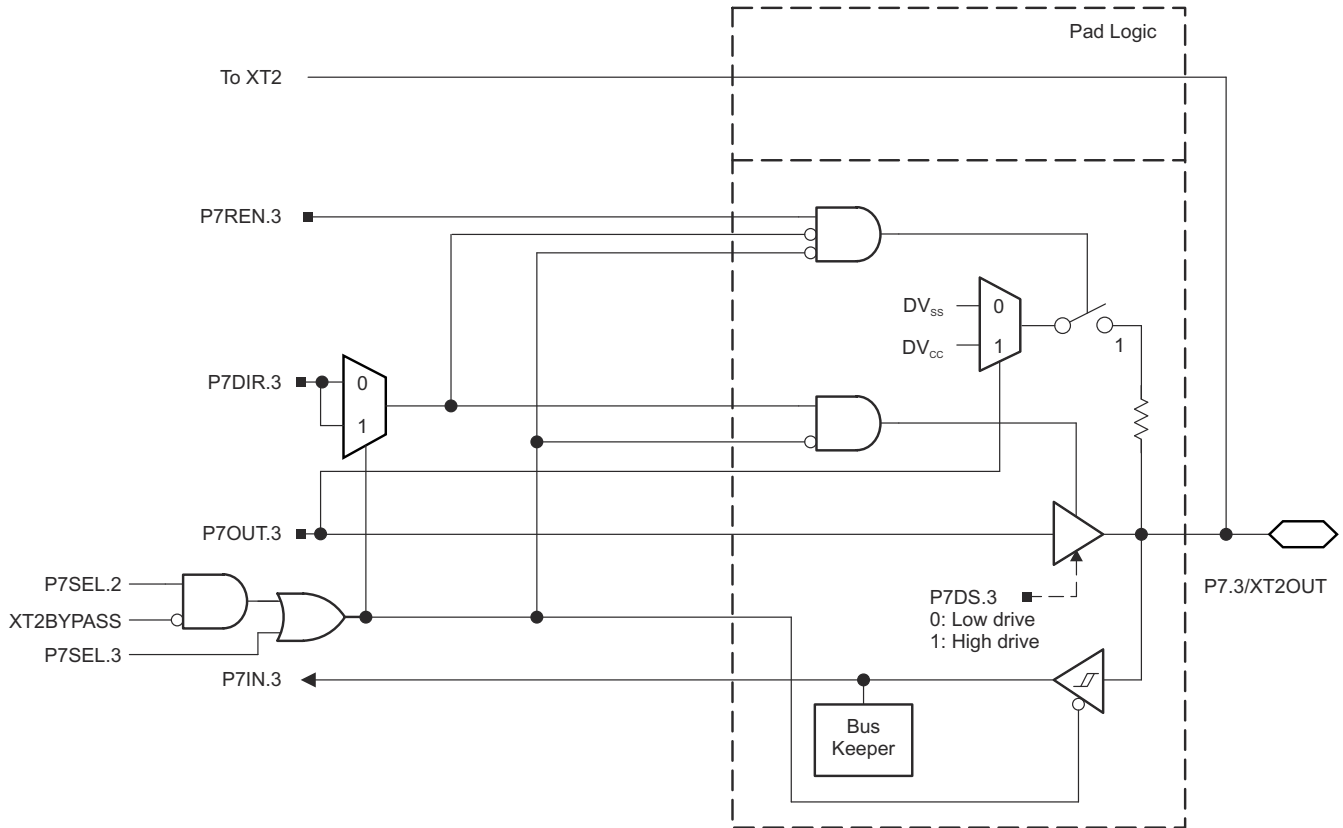 Pad Logic
To XT2
P7REN.3
DVSS
0
DVCC
1
1
P7DIR.3
0
1
P7OUT.3
P7SEL.2
XT2BYPASS
P7SEL.3
P7DS.3
0: Low drive
1: High drive
P7.3/XT2OUT
P7IN.3
Bus
Keeper